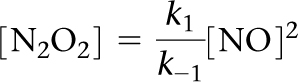 [N₂O₂] = k₁/k₋₁ [NO]²